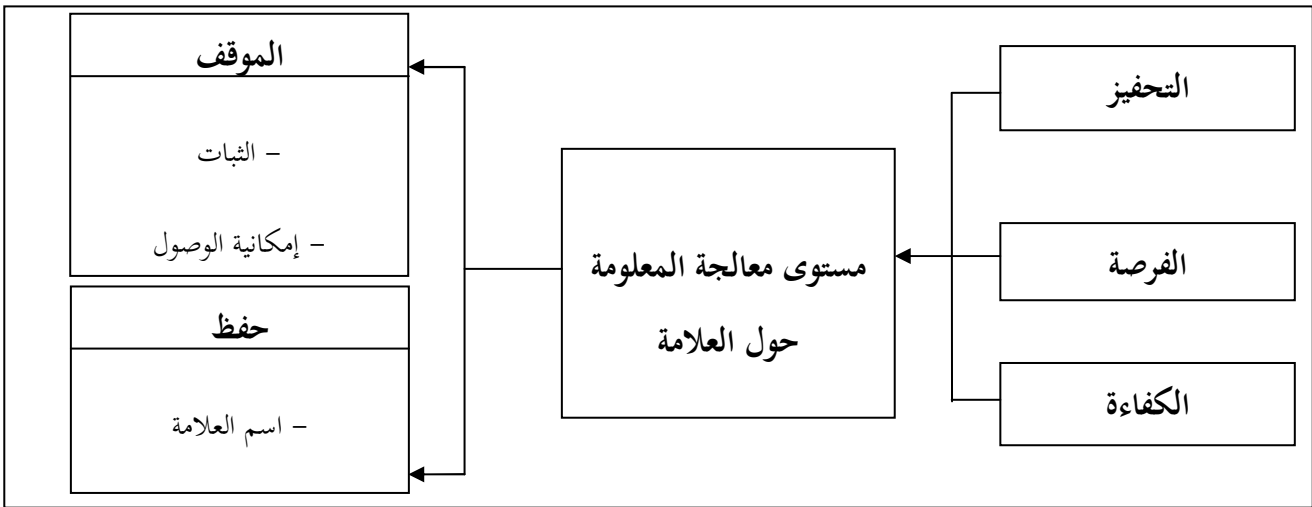 التحفيز
الفرصة
الكفاءة
مستوى معالجة المعلومة
حول العلامة
الموقف
– الثبات
– إمكانية الوصول
حفظ
– اسم العلامة